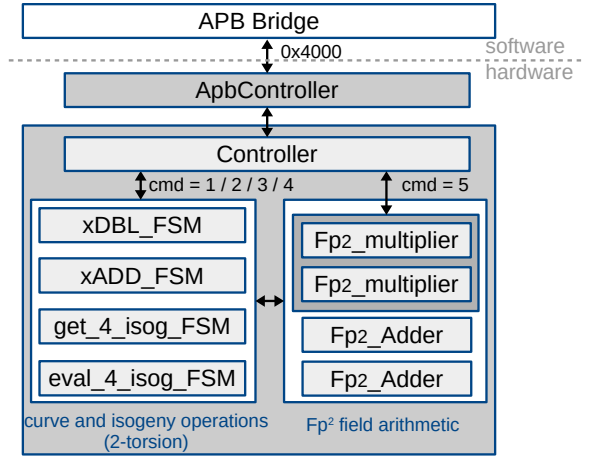 APB Bridge
0x4000
software
hardware
ApbController
Controller
cmd = 1 / 2 / 3 / 4
cmd = 5
xDBL_FSM
xADD_FSM
get_4_isog_FSM
eval_4_isog_FSM
Fp2_multiplier
Fp2_multiplier
Fp2_Adder
Fp2_Adder
curve and isogeny operations
(2-torsion)
Fp² field arithmetic